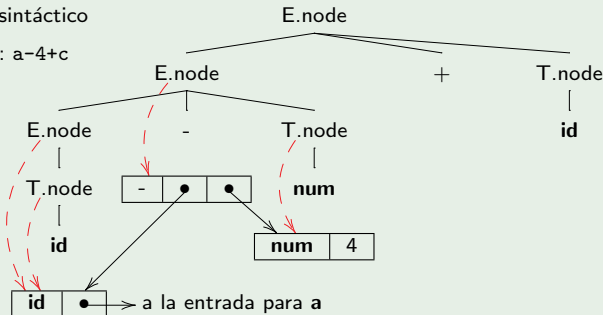 sintáctico
E.node
: a-4+c
E.node + T.node
E.node - T.node id
T.node - num
id num 4
id a la entrada para a